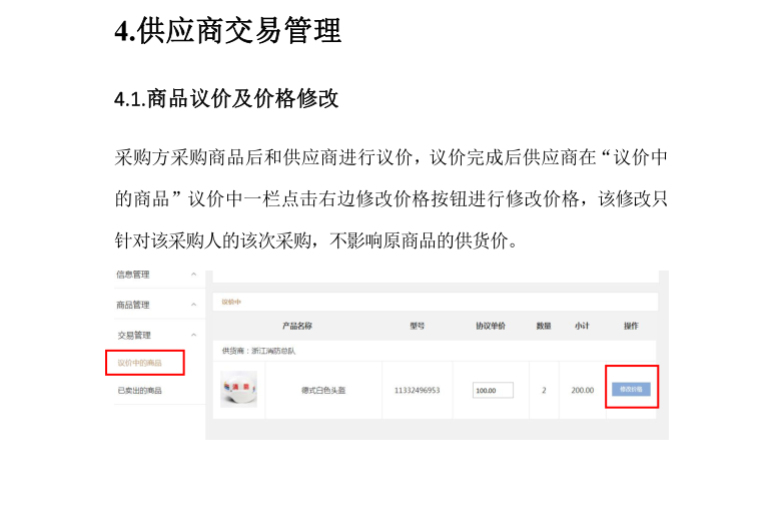 4.供应商交易管理
4.1.商品议价及价格修改
采购方采购商品后和供应商进行议价，议价完成后供应商在“议价中
的商品”议价中一栏点击右边修改价格按钮进行修改价格，该修改只
针对该采购人的该次采购，不影响原商品的供货价。
信息管理
议价中
商品管理
产品名称 型号 协议单价 数量 小计 操作
交易管理
供货商：浙江消防总队
议价中的商品
硬式白色头盔 11332496953 100.00 2 200.00 修改价格
已卖出的商品